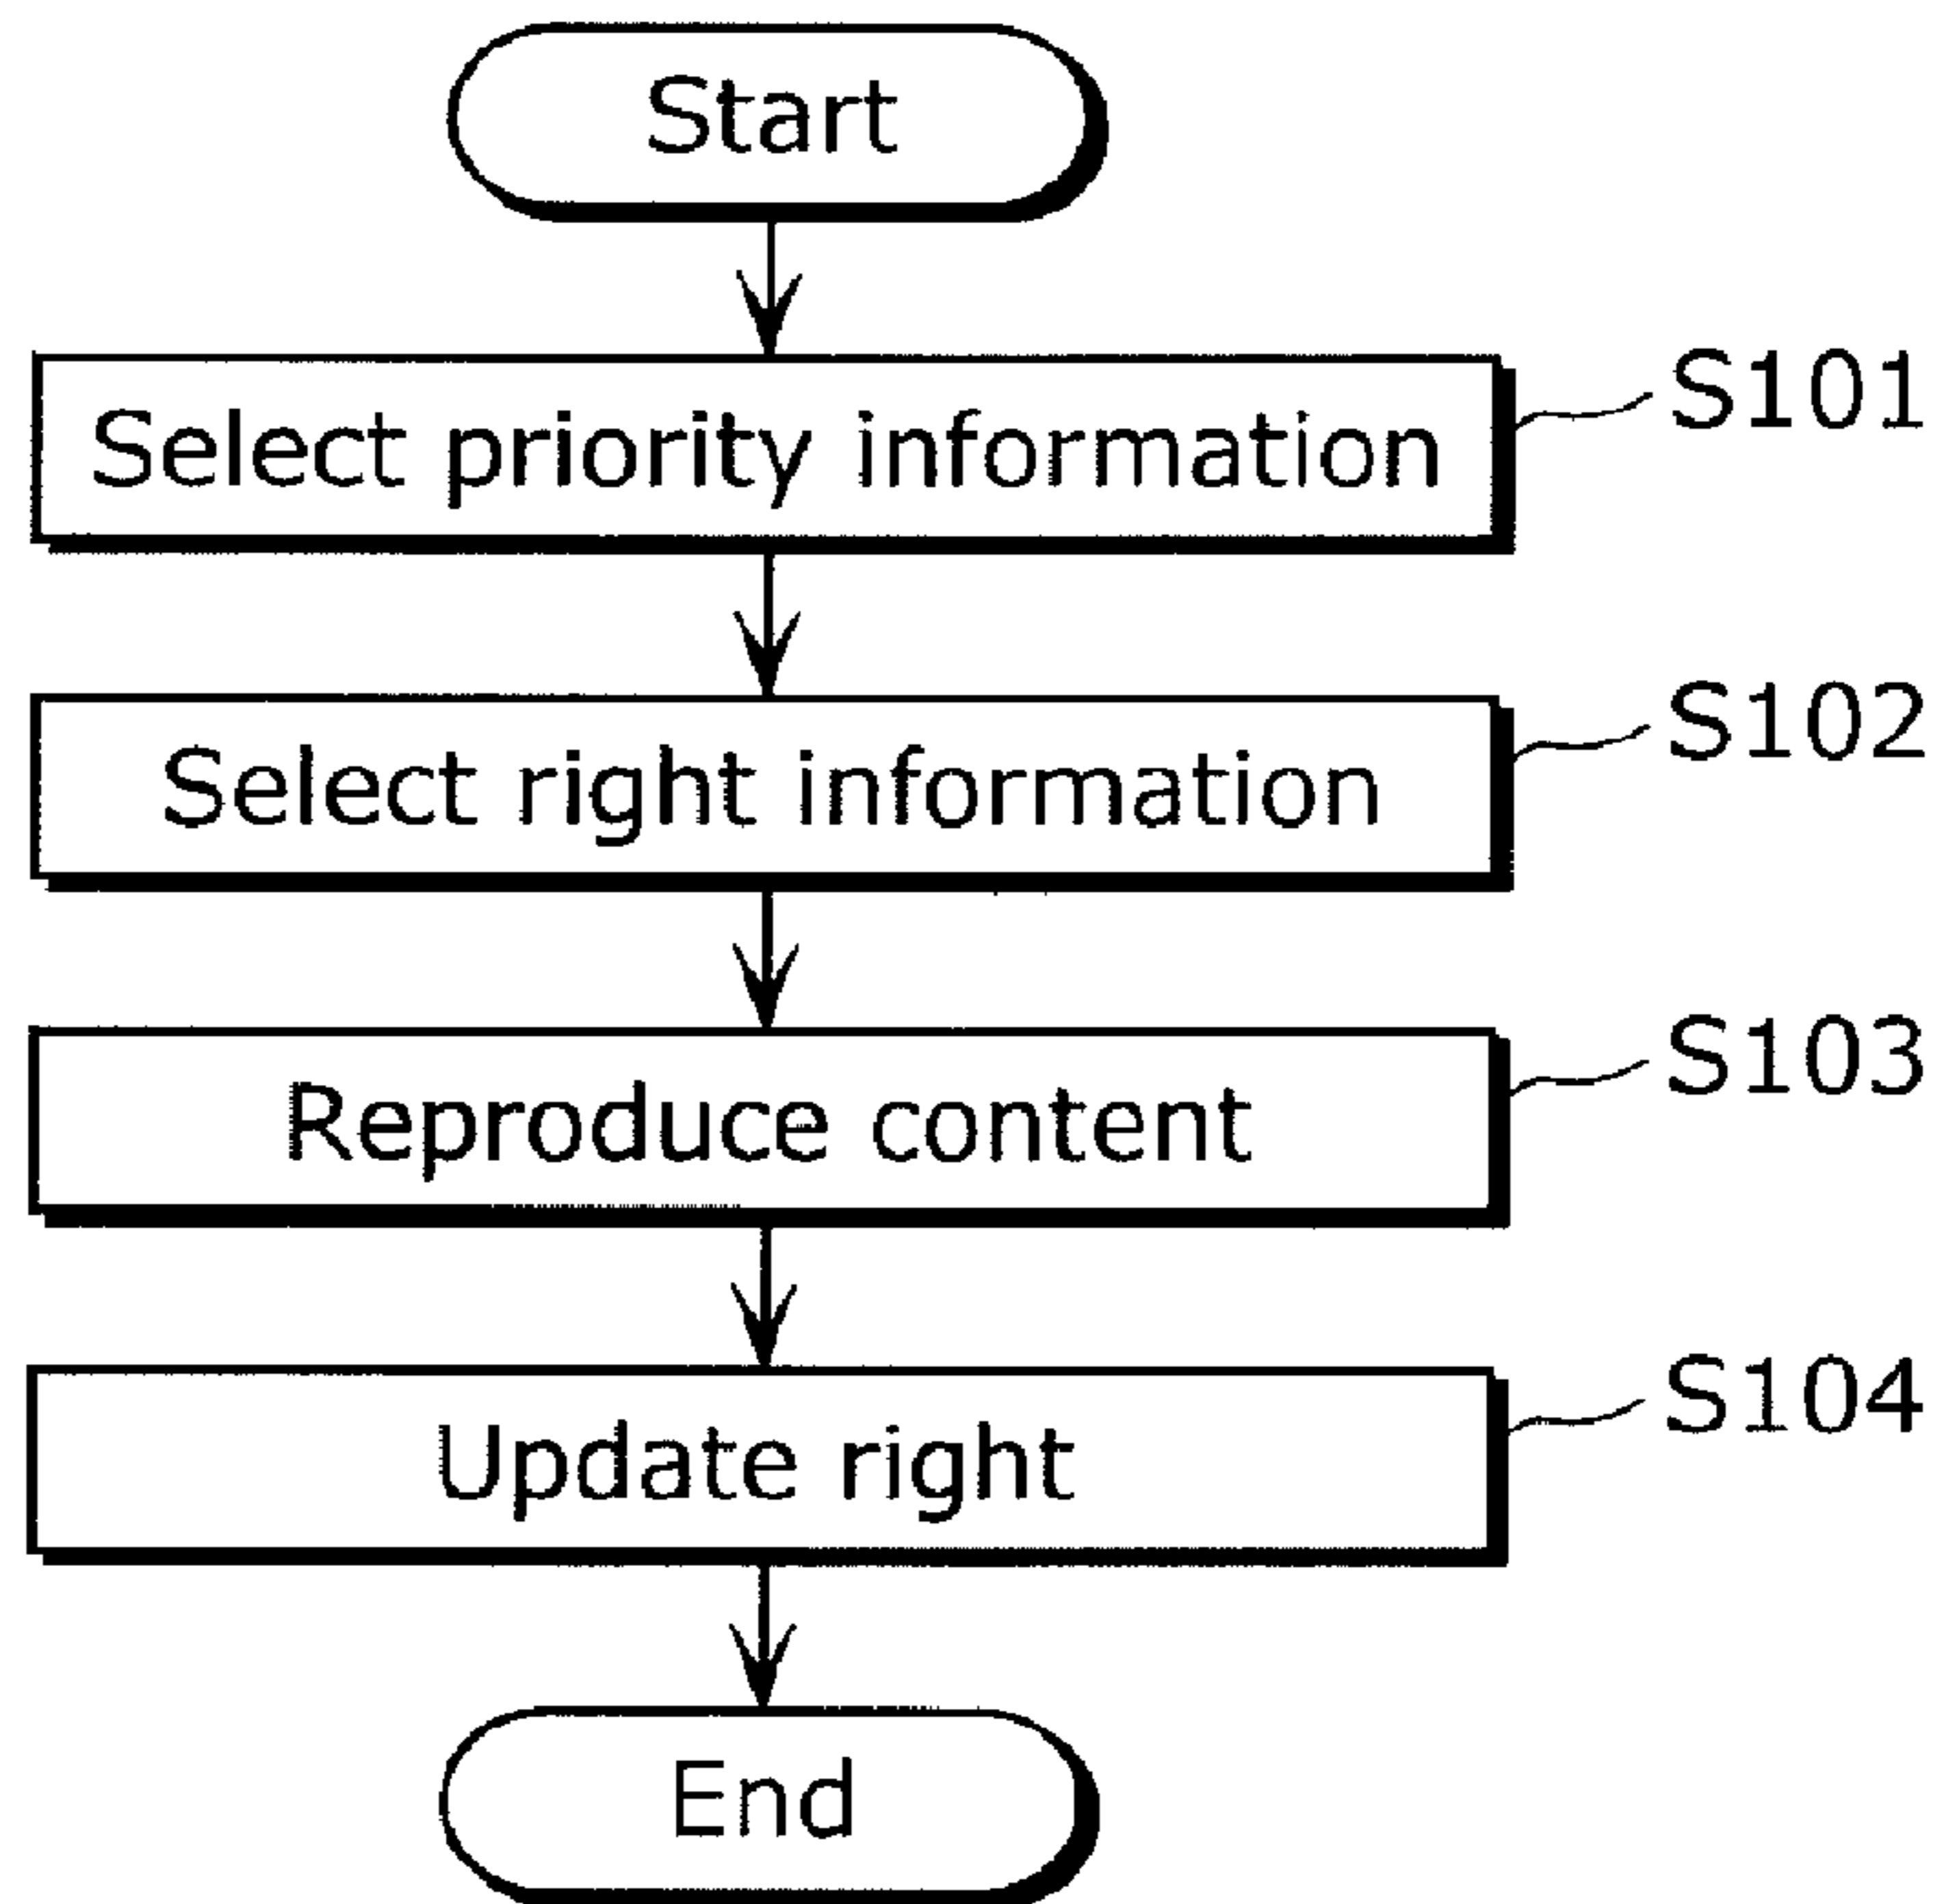 Start
Select priority information
S101
Select right information
S102
Reproduce content
S103
Update right
S104
End